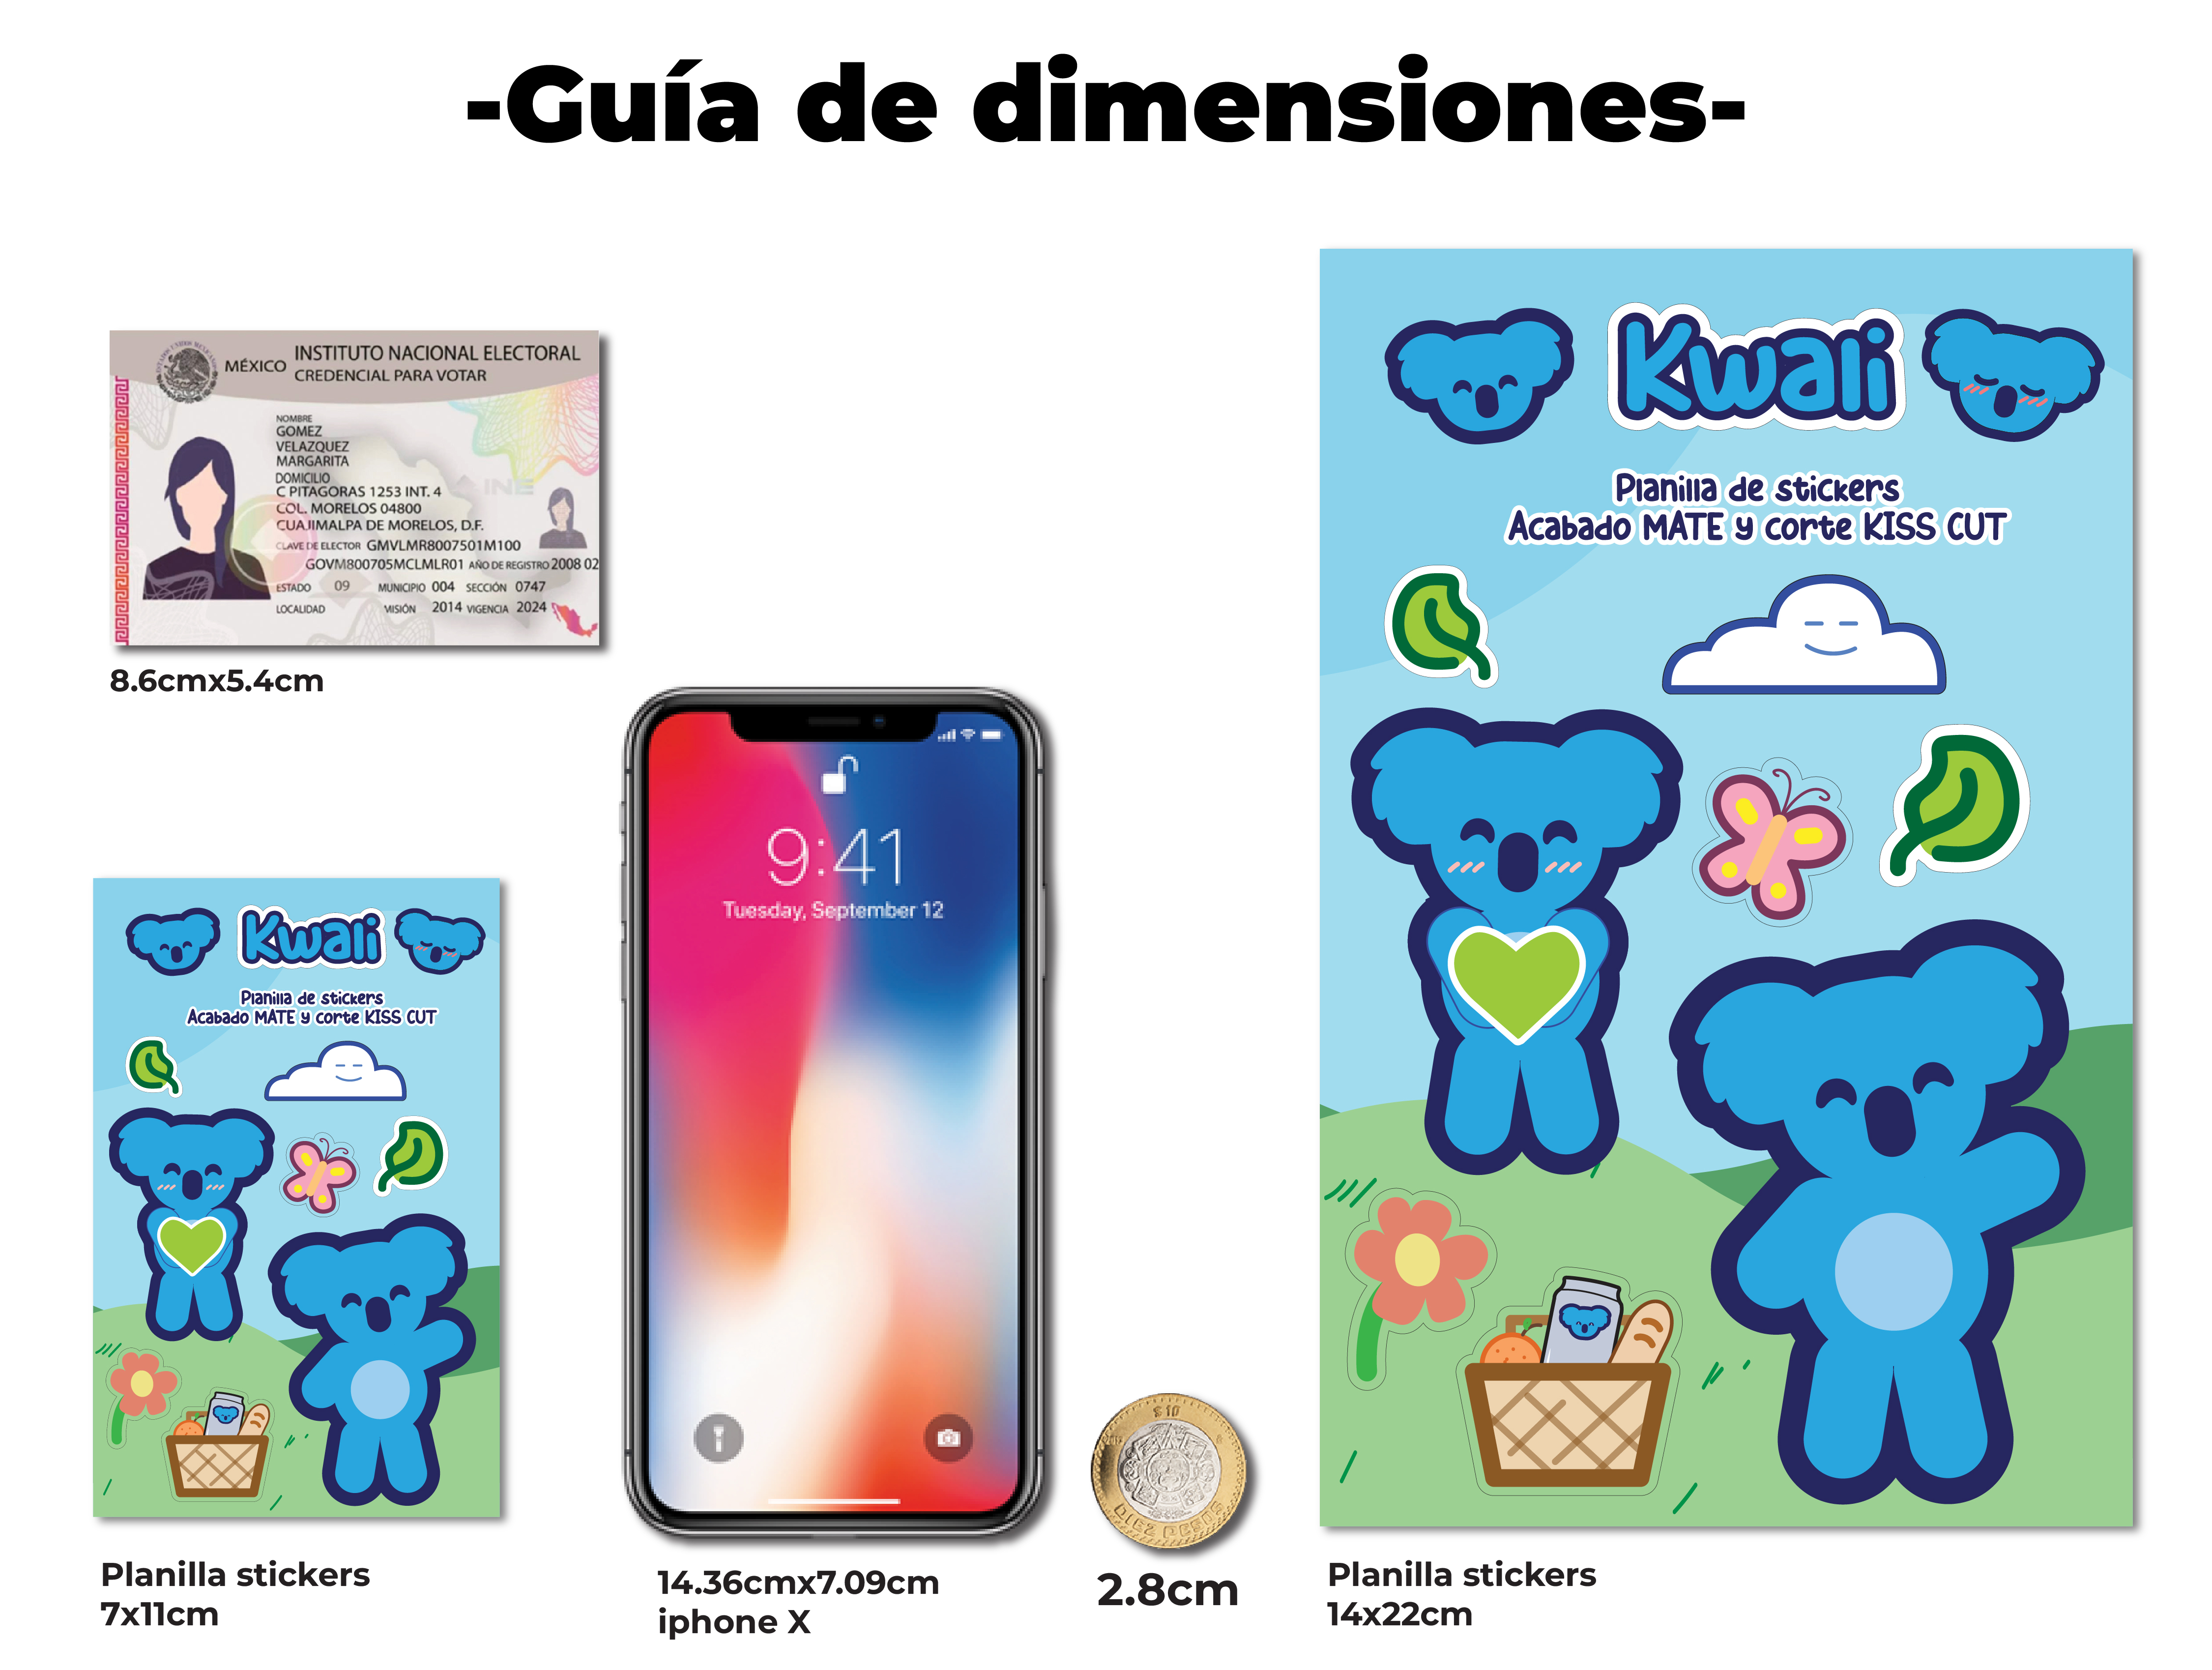 -Guía de dimensiones-
MÉXICO
INSTITUTO NACIONAL ELECTORAL
CREDENCIAL PARA VOTAR
NOMBRE
GOMEZ
VELAZQUEZ
MARGARITA
DOMICILIO
C PITAGORAS 1253 INT. 4
COL. MORELOS 04800
CUAJIMALPA DE MORELOS, D.F.
INE
CLAVE DE ELECTOR GMVLMR8007501M100
GOVM800705MCLMLR01 AÑO DE REGISTRO 2008 02
ESTADO 09 MUNICIPIO 004 SECCIÓN 0747
LOCALIDAD MISIÓN 2014 VIGENCIA 2024
8.6cmx5.4cm
Kwali
Planilla de stickers
Acabado MATE y corte KISS CUT
Planilla stickers
7x11cm
9:41
Tuesday, September 12
14.36cmx7.09cm
iphone X
$10
DIEZ PESOS
2.8cm
Kwali
Planilla de stickers
Acabado MATE y corte KISS CUT
Planilla stickers
14x22cm